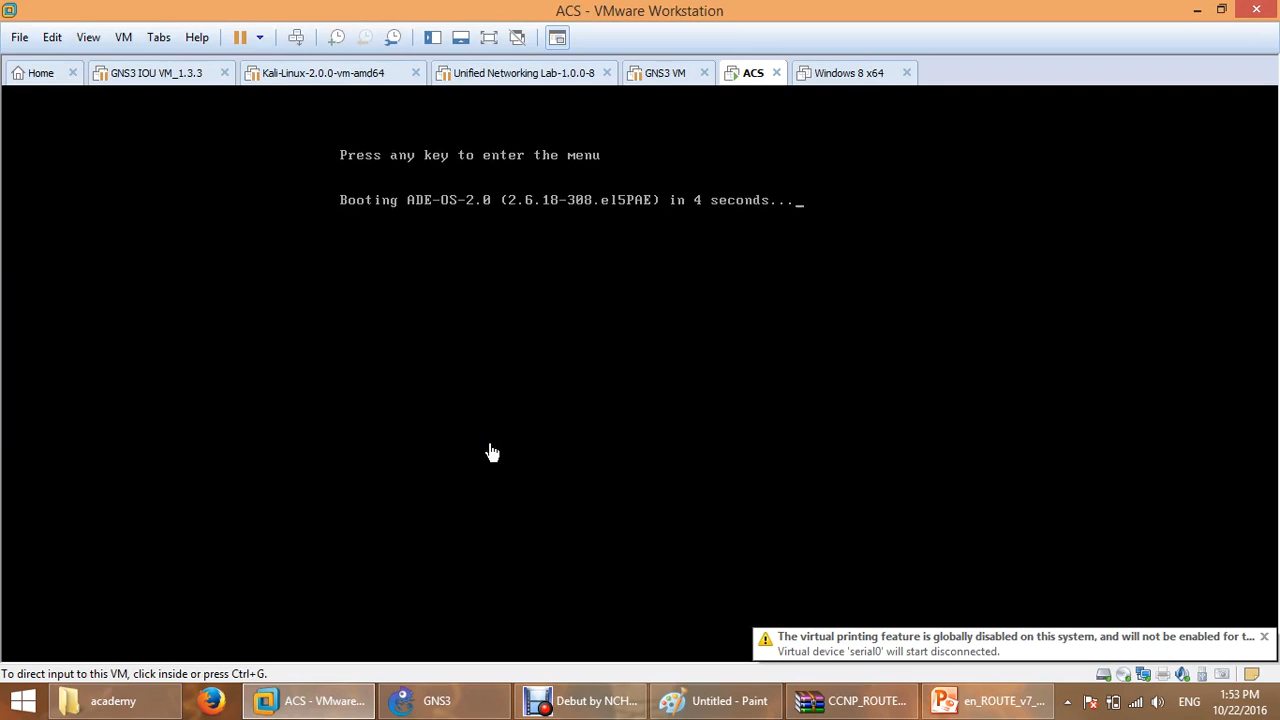 ACS - VMware Workstation
File Edit View VM Tabs Help
Home GNS3 IOU VM_1.3.3 Kali-Linux-2.0.0-vm-amd64 Unified Networking Lab-1.0.0-8 GNS3 VM ACS Windows 8 x64
Press any key to enter the menu
Booting ADE-OS-2.0 (2.6.18-308.el5PAE) in 4 seconds..._
The virtual printing feature is globally disabled on this system, and will not be enabled for t...
Virtual device 'serial0' will start disconnected.
To direct input to this VM, click inside or press Ctrl+G.
academy ACS - VMware... GNS3 Debut by NCH... Untitled - Paint CCNP_ROUTE... en_ROUTE_v7_... ENG 1:53 PM
10/22/2016